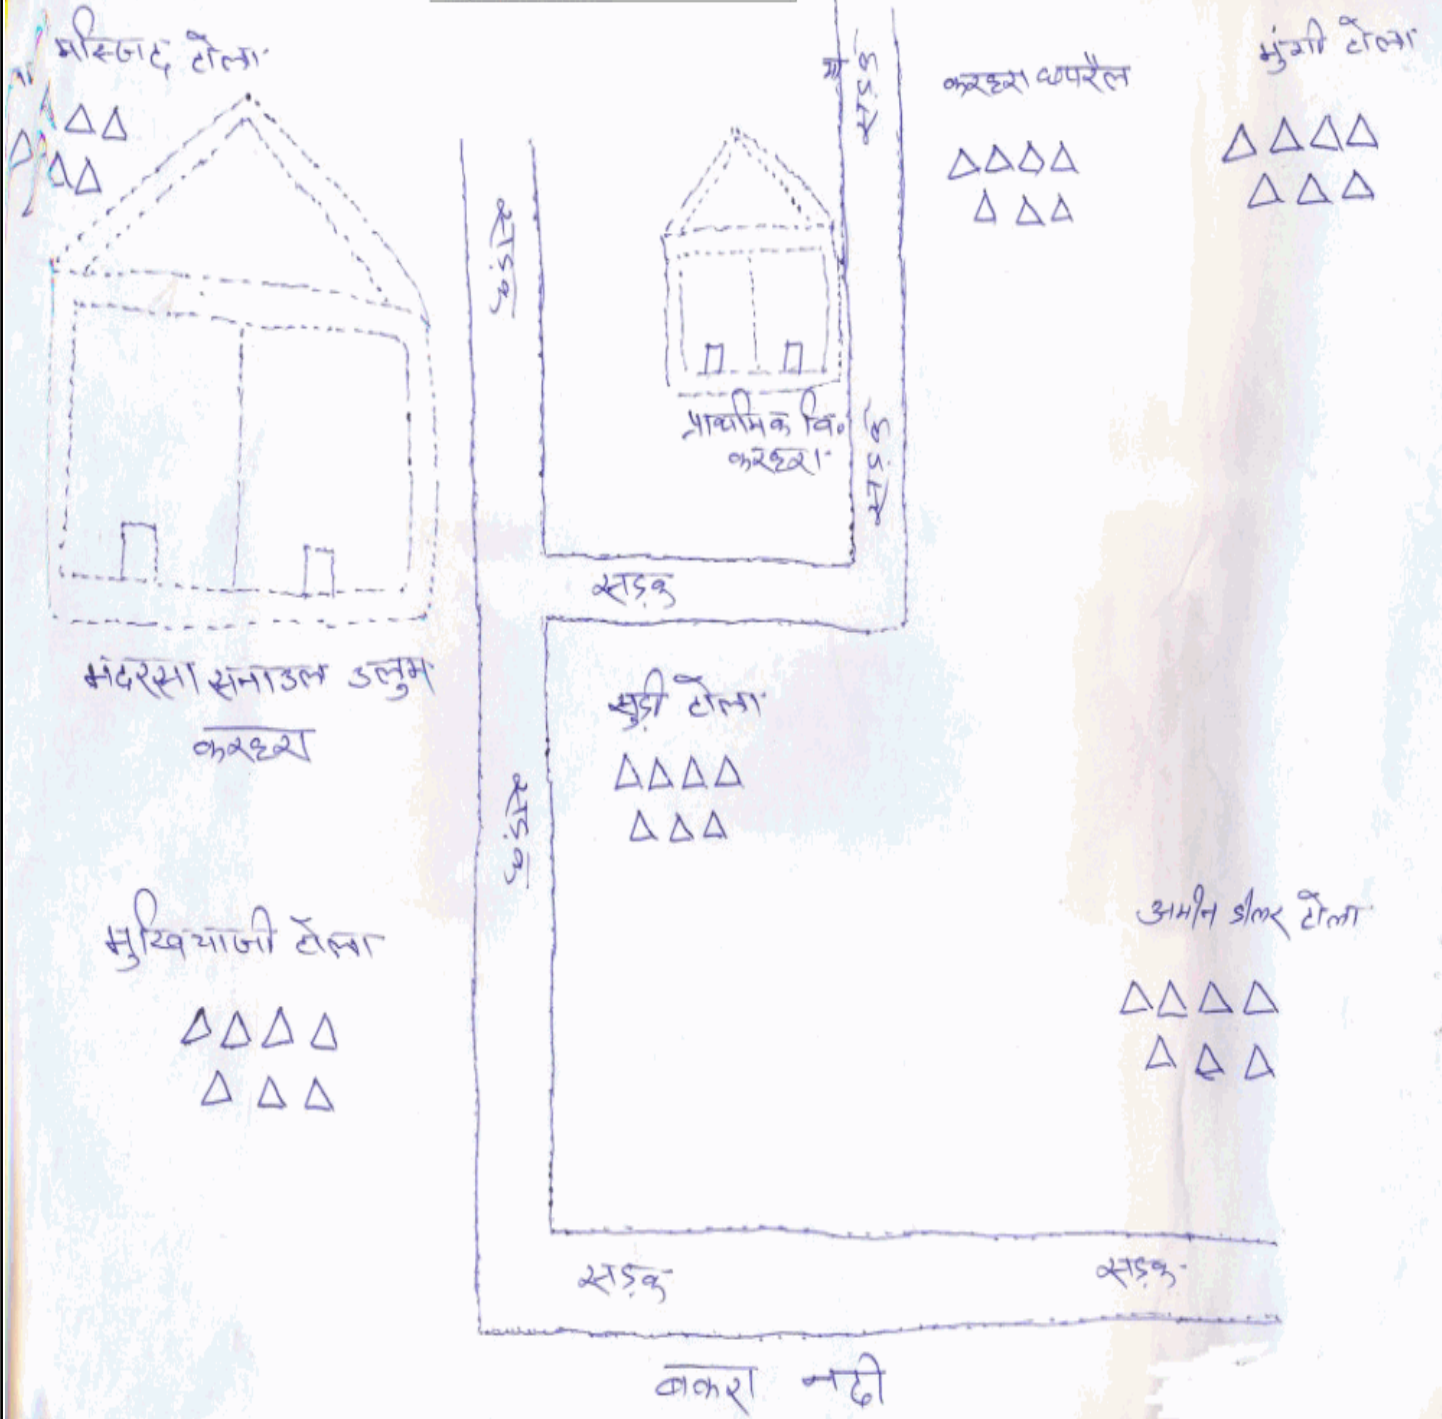 मस्जिद टोला
मुंशी टोला
करहरा खपरैल
सड़क
सड़क
प्राथमिक वि०
करहरा
सड़क
सड़क
मदरसा सनाउल उलुम
करहरा
सुड़ी टोला
सड़क
मुखियाजी टोला
अमीन डीलर टोला
सड़क
सड़क
बाकरा नदी